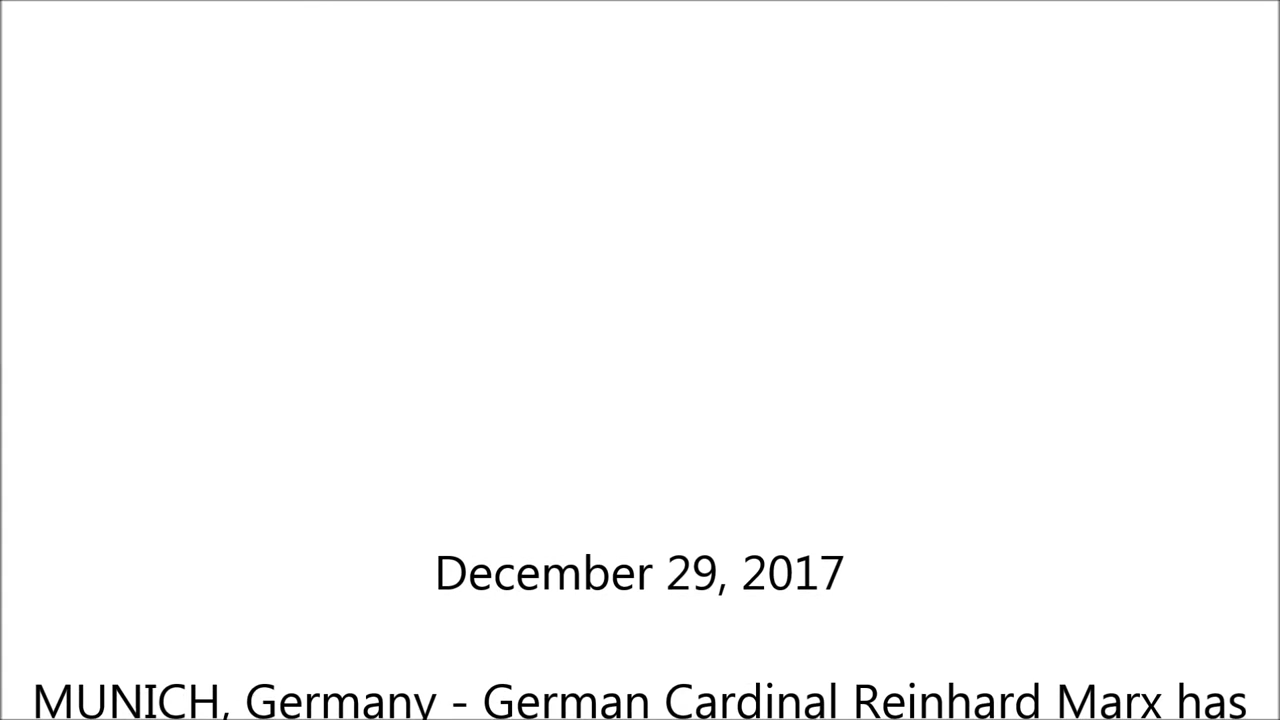 December 29, 2017
MUNICH, Germany - German Cardinal Reinhard Marx has